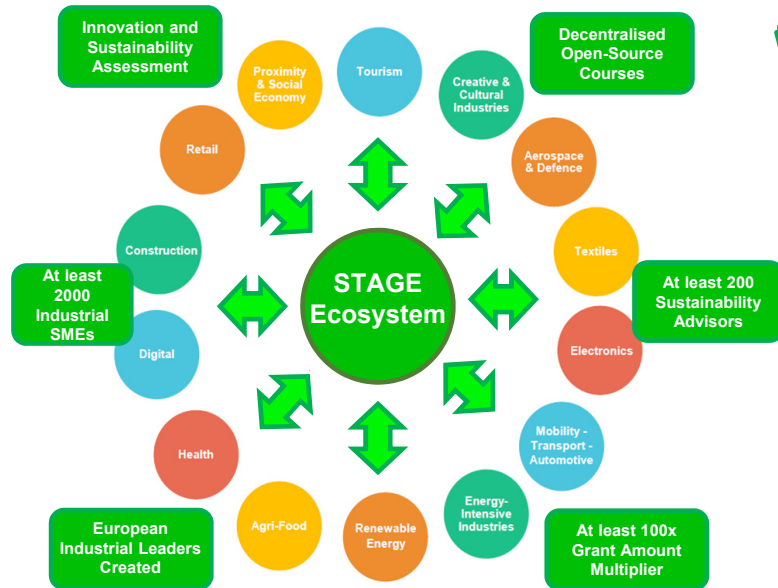 Innovation and
Sustainability
Assessment
Proximity
& Social
Economy
Tourism
Creative &
Cultural
Industries
Decentralised
Open-Source
Courses
Retail
Aerospace
& Defence
Construction
Textiles
At least
2000
Industrial
SMEs
STAGE
Ecosystem
At least 200
Sustainability
Advisors
Digital
Electronics
Health
Mobility -
Transport -
Automotive
Agri-Food
Renewable
Energy
Energy-
Intensive
Industries
European
Industrial Leaders
Created
At least 100x
Grant Amount
Multiplier